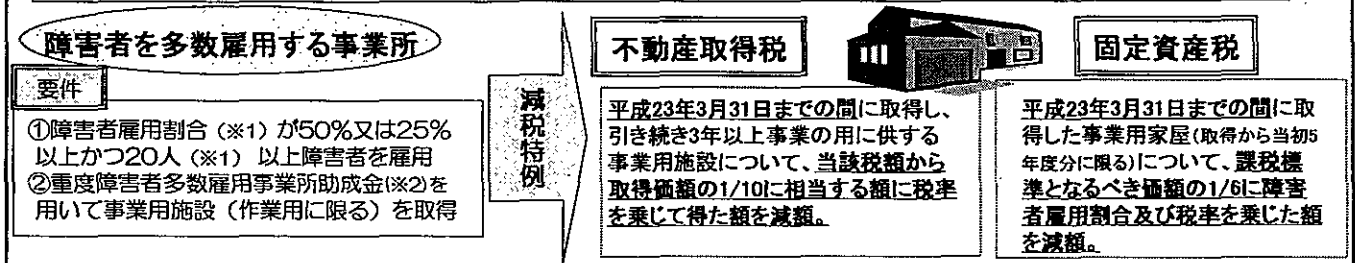 障害者を多数雇用する事業所
要件
①障害者雇用割合（※1）が50%又は25%
以上かつ20人（※1）以上障害者を雇用
②重度障害者多数雇用事業所助成金(※2)を
用いて事業用施設（作業用に限る）を取得
減税特例
不動産取得税
平成23年3月31日までの間に取得し、
引き続き3年以上事業の用に供する
事業用施設について、当該税額から
取得価額の1/10に相当する額に税率
を乗じて得た額を減額。
固定資産税
平成23年3月31日までの間に取
得した事業用家屋(取得から当初5
年度分に限る)について、課税標
準となるべき価額の1/6に障害
者雇用割合及び税率を乗じた額
を減額。